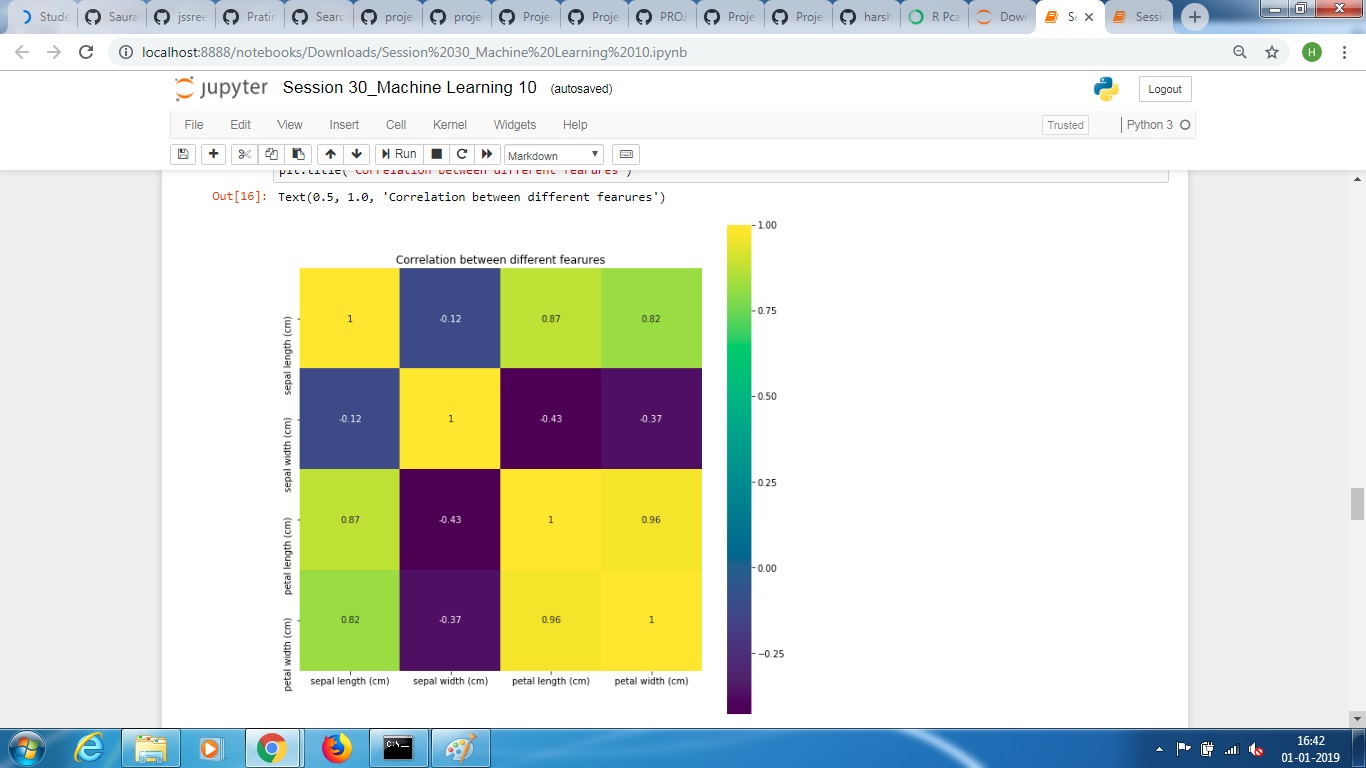 Stude Saura jssree Pratin Searc proje proje Proje Proje PROJ Proje Proje harsh R Pca Down Se Sessi
localhost:8888/notebooks/Downloads/Session%2030_Machine%20Learning%2010.ipynb H
jupyter Session 30_Machine Learning 10 (autosaved) Logout
File Edit View Insert Cell Kernel Widgets Help Trusted Python 3
Run Markdown
plt.title('Correlation between different fearures')
Out[16]: Text(0.5, 1.0, 'Correlation between different fearures')
Correlation between different fearures
sepal length (cm) 1 -0.12 0.87 0.82
sepal width (cm) -0.12 1 -0.43 -0.37
petal length (cm) 0.87 -0.43 1 0.96
petal width (cm) 0.82 -0.37 0.96 1
sepal length (cm) sepal width (cm) petal length (cm) petal width (cm)
1.00
0.75
0.50
0.25
0.00
−0.25
C:\_
16:42
01-01-2019